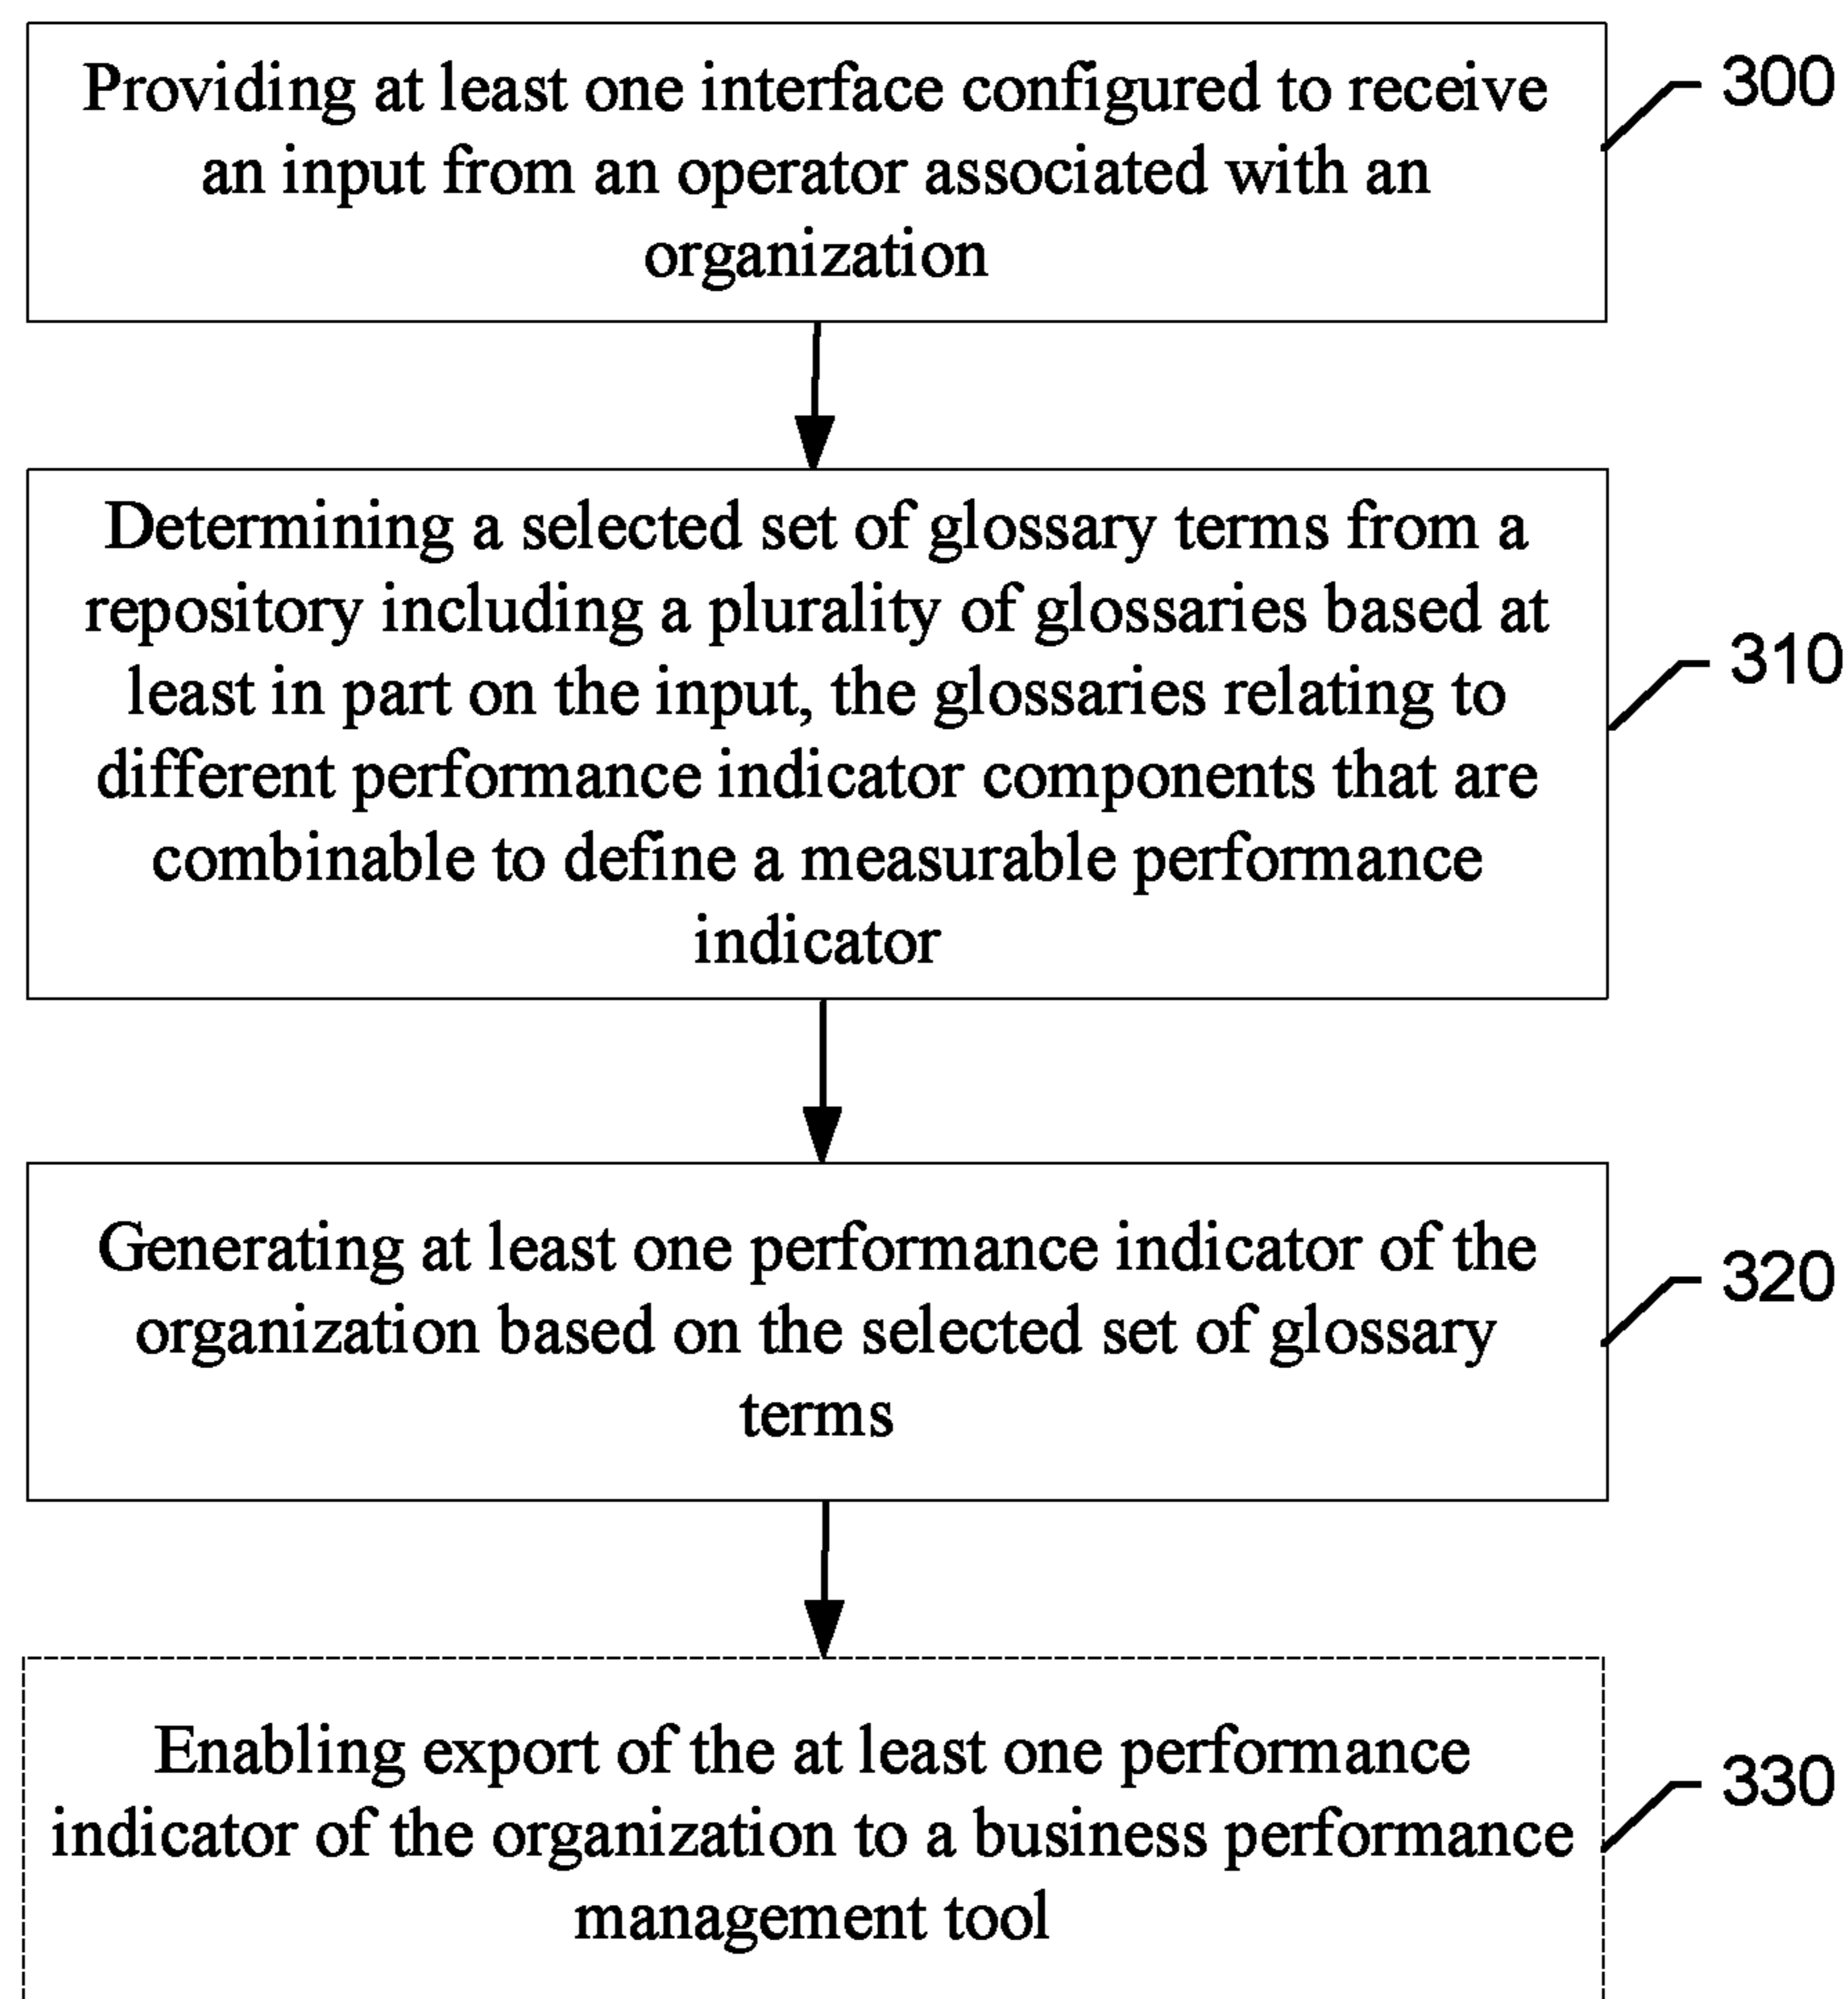 Providing at least one interface configured to receive
an input from an operator associated with an
organization
300
Determining a selected set of glossary terms from a
repository including a plurality of glossaries based at
least in part on the input, the glossaries relating to
different performance indicator components that are
combinable to define a measurable performance
indicator
310
Generating at least one performance indicator of the
organization based on the selected set of glossary
terms
320
Enabling export of the at least one performance
indicator of the organization to a business performance
management tool
330